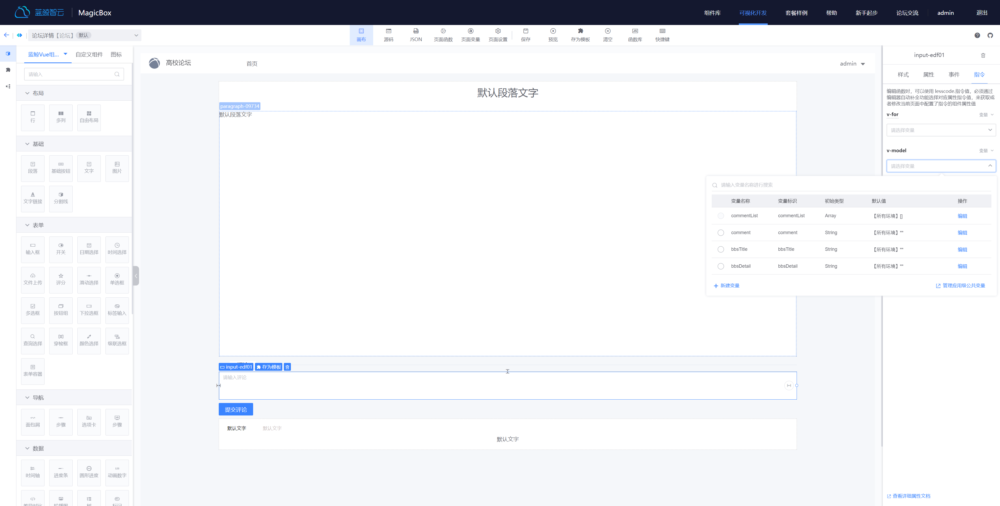 蓝鲸智云 MagicBox 组件库 可视化开发 套餐样例 帮助 新手起步 论坛交流 admin 退出
论坛详情【论坛】 默认
画布 源码 JSON 页面函数 页面变量 页面设置 保存 预览 存为模板 清空 函数库 快捷键
蓝鲸Vue组... 自定义组件 图标
请输入
布局
行 多列 自由布局
基础
段落 基础按钮 文字 图片
文字链接 分割线
表单
输入框 开关 日期选择 时间选择
文件上传 评分 滑动选择 单选框
多选框 按钮组 下拉选框 标签输入
查询选择 穿梭框 颜色选择 级联选框
表单容器
导航
面包屑 步骤 选项卡 步骤
数据
时间轴 进度条 圆形进度 动画数字
差异对比 轮播图 树 标记
高校论坛 首页 admin
默认段落文字
paragraph-09734
默认段落文字
input-edf01 存为模板
请输入评论
提交评论
默认文字 默认文字
默认文字
input-edf01
样式 属性 事件 指令
编辑函数时，可以使用 lesscode.指令值，必须通过
编辑器自动补全功能选择对应属性指令值，来获取或
者修改当前页面中配置了指令的组件属性值
v-for 变量
请选择变量
v-model 变量
请选择变量
请输入变量名称进行搜索
变量名称 变量标识 初始类型 默认值 操作
commentList commentList Array 【所有环境】[] 编辑
comment comment String 【所有环境】"" 编辑
bbsTitle bbsTitle String 【所有环境】"" 编辑
bbsDetail bbsDetail String 【所有环境】"" 编辑
新建变量 管理应用级公共变量
查看详细属性文档